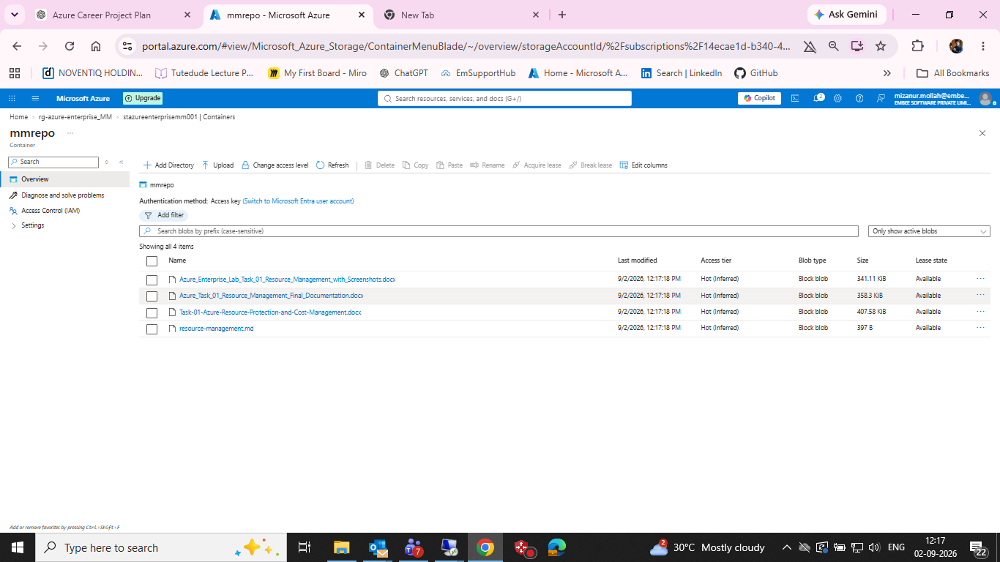 Azure Career Project Plan
mmrepo - Microsoft Azure
New Tab
Ask Gemini
portal.azure.com/#view/Microsoft_Azure_Storage/ContainerMenuBlade/~/overview/storageAccountId/%2Fsubscriptions%2F14ecae1d-b340-4...
NOVENTIQ HOLDIN...
Tutedude Lecture P...
My First Board - Miro
ChatGPT
EmSupportHub
Home - Microsoft A...
Search | LinkedIn
GitHub
All Bookmarks
Microsoft Azure
Upgrade
Search resources, services, and docs (G+/)
Copilot
2
mizanur.mollah@embe...
EMBEE SOFTWARE PRIVATE LIMI...
Home > rg-azure-enterprise_MM > stazureenterprisemm001 | Containers
mmrepo ...
Container
Search
Overview
Diagnose and solve problems
Access Control (IAM)
Settings
Add Directory Upload Change access level Refresh Delete Copy Paste Rename Acquire lease Break lease Edit columns
mmrepo
Authentication method: Access key (Switch to Microsoft Entra user account)
Add filter
Search blobs by prefix (case-sensitive)
Only show active blobs
Showing all 4 items
Name Last modified Access tier Blob type Size Lease state
Azure_Enterprise_Lab_Task_01_Resource_Management_with_Screenshots.docx 9/2/2026, 12:17:18 PM Hot (Inferred) Block blob 341.11 KiB Available ...
Azure_Task_01_Resource_Management_Final_Documentation.docx 9/2/2026, 12:17:18 PM Hot (Inferred) Block blob 358.3 KiB Available ...
Task-01-Azure-Resource-Protection-and-Cost-Management.docx 9/2/2026, 12:17:18 PM Hot (Inferred) Block blob 407.58 KiB Available ...
resource-management.md 9/2/2026, 12:17:18 PM Hot (Inferred) Block blob 397 B Available ...
Add or remove favorites by pressing Ctrl+Shift+F
Type here to search
7
2
30°C Mostly cloudy
ENG
12:17
02-09-2026
22